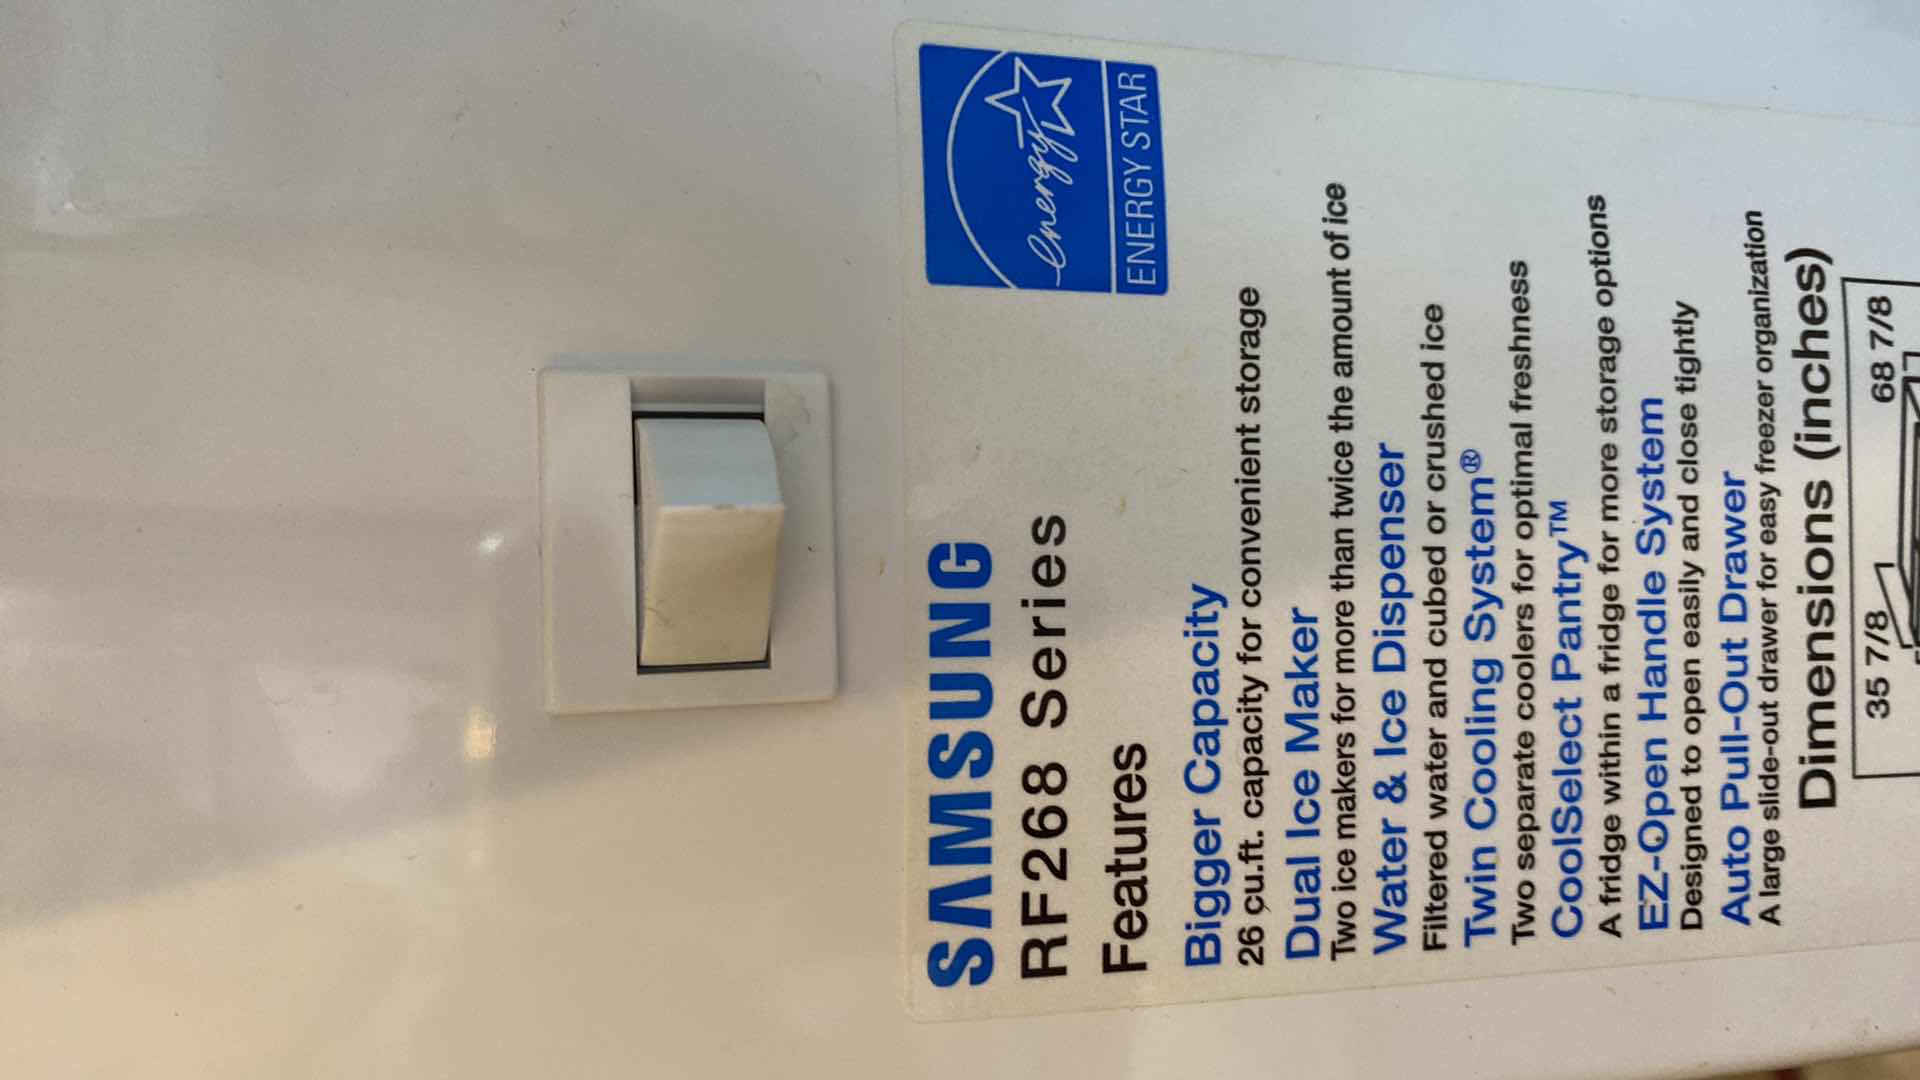 SAMSUNG
RF268 Series
Features
energy
ENERGY STAR
Bigger Capacity
26 cu.ft. capacity for convenient storage
Dual Ice Maker
Two ice makers for more than twice the amount of ice
Water & Ice Dispenser
Filtered water and cubed or crushed ice
Twin Cooling System®
Two separate coolers for optimal freshness
CoolSelect Pantry™
A fridge within a fridge for more storage options
EZ-Open Handle System
Designed to open easily and close tightly
Auto Pull-Out Drawer
A large slide-out drawer for easy freezer organization
Dimensions (inches)
35 7/8
68 7/8